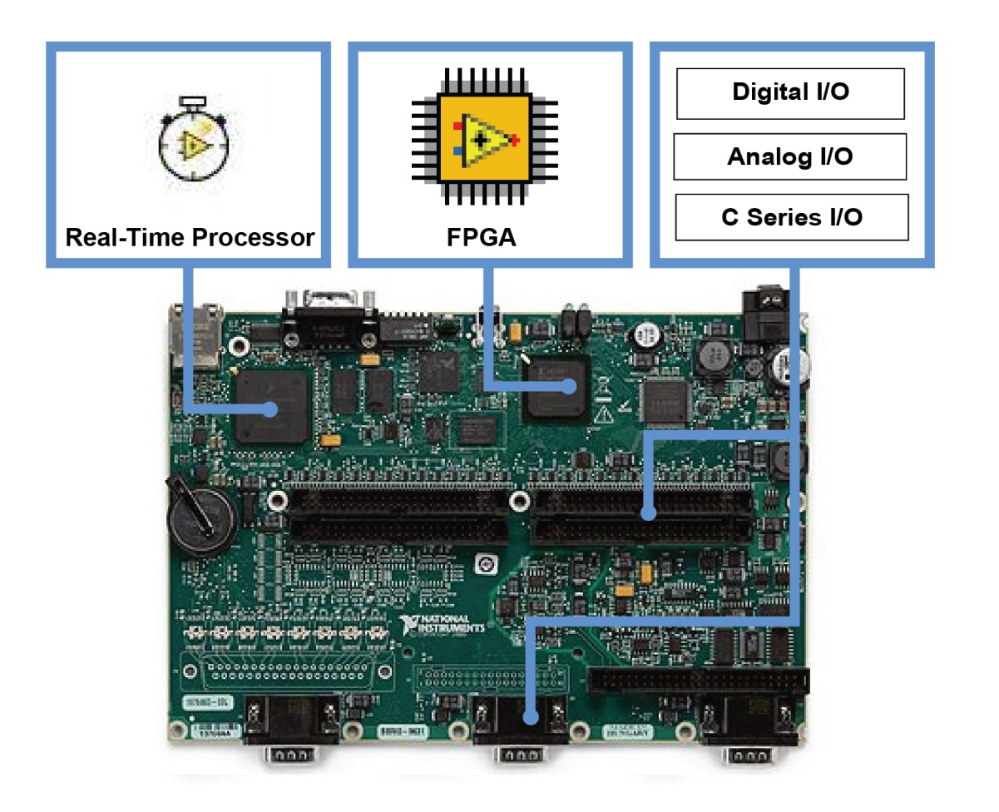 Digital I/O
Analog I/O
C Series I/O
Real-Time Processor
FPGA
NATIONAL
INSTRUMENTS